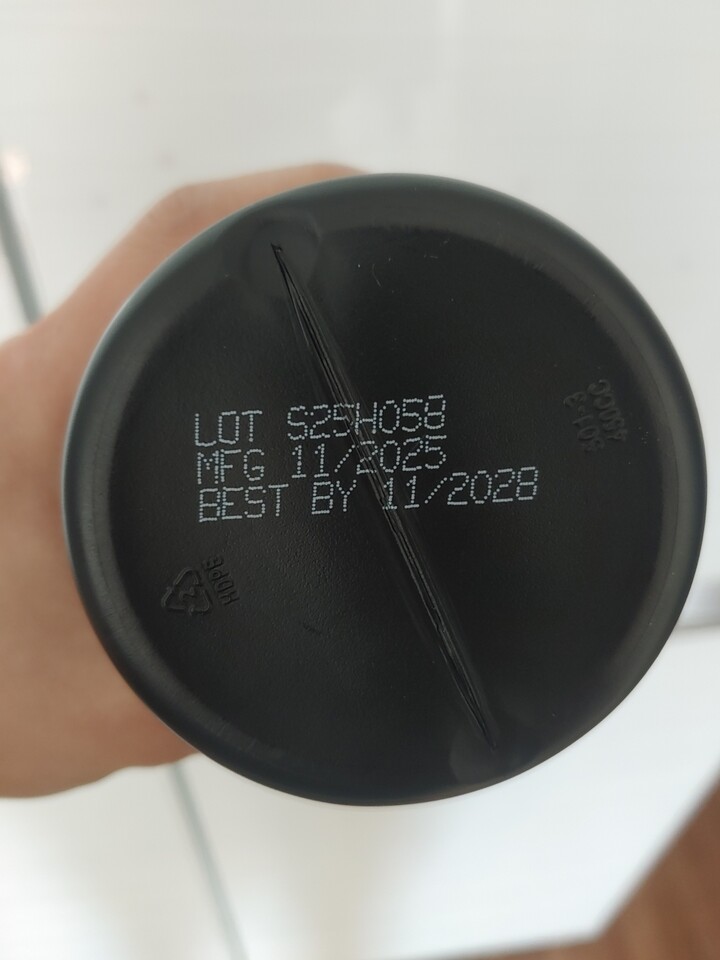 LOT S25H058
MFG 11/2025
BEST BY 11/2028
HDPE